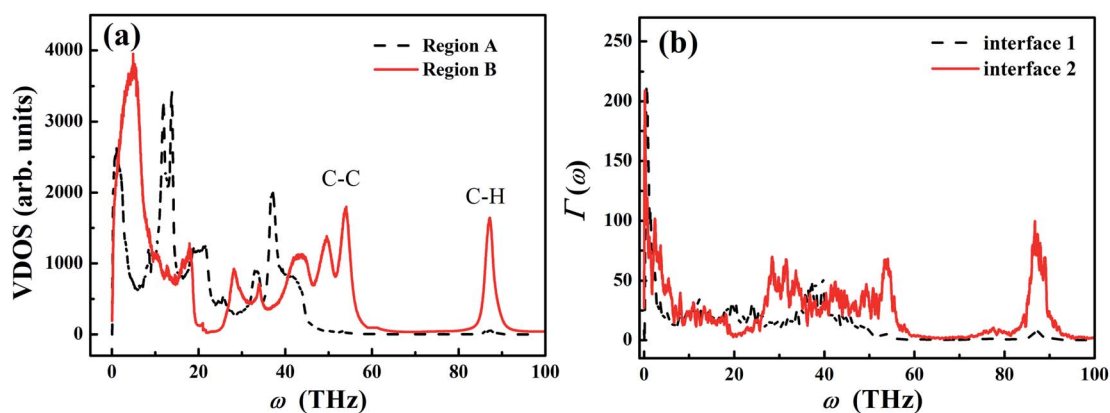 (a)
Region A
Region B
C-C
C-H
VDOS (arb. units)
4000
3000
2000
1000
0
0 20 40 60 80 100
ω (THz)
(b)
interface 1
interface 2
Γ(ω)
250
200
150
100
50
0
0 20 40 60 80 100
ω (THz)